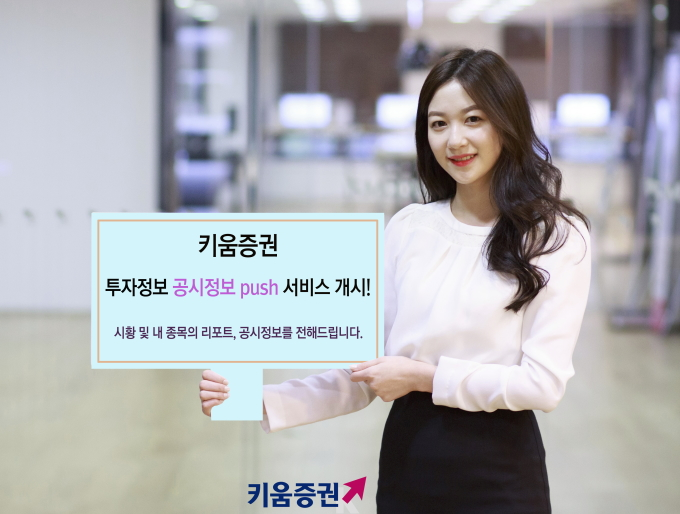 키움증권
투자정보 공시정보 push 서비스 개시!
시황 및 내 종목의 리포트, 공시정보를 전해드립니다.
키움증권